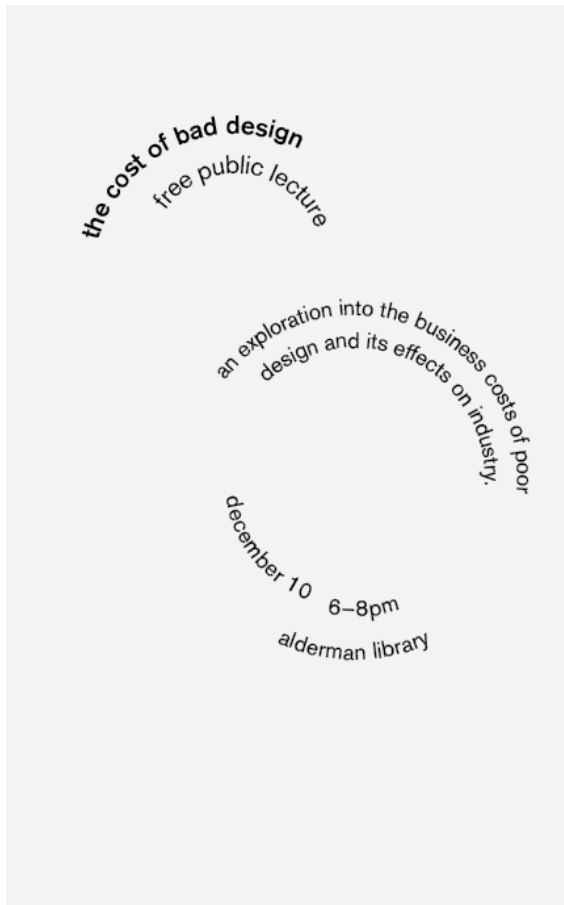 the cost of bad design
free public lecture
an exploration into the business costs of poor
design and its effects on industry.
december 10 6–8pm
alderman library